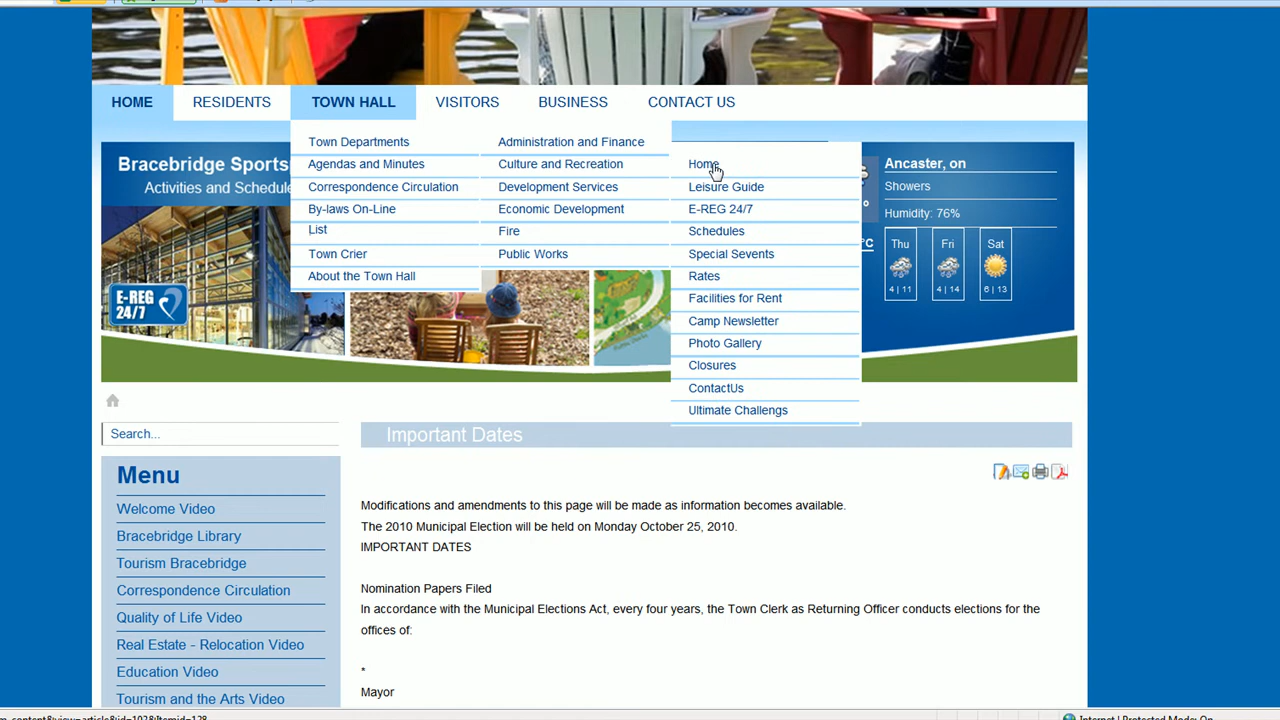 HOME
RESIDENTS
TOWN HALL
VISITORS
BUSINESS
CONTACT US
Town Departments
Agendas and Minutes
Correspondence Circulation
By-laws On-Line
List
Town Crier
About the Town Hall
Administration and Finance
Culture and Recreation
Development Services
Economic Development
Fire
Public Works
Home
Leisure Guide
E-REG 24/7
Schedules
Special Sevents
Rates
Facilities for Rent
Camp Newsletter
Photo Gallery
Closures
ContactUs
Ultimate Challengs
Bracebridge Sports
Activities and Schedule
E-REG
24/7
Ancaster, on
Showers
Humidity: 76%
°C
Thu
Fri
Sat
4 | 11
4 | 14
6 | 13
Search...
Menu
Welcome Video
Bracebridge Library
Tourism Bracebridge
Correspondence Circulation
Quality of Life Video
Real Estate - Relocation Video
Education Video
Tourism and the Arts Video
Important Dates
Modifications and amendments to this page will be made as information becomes available.
The 2010 Municipal Election will be held on Monday October 25, 2010.
IMPORTANT DATES
Nomination Papers Filed
In accordance with the Municipal Elections Act, every four years, the Town Clerk as Returning Officer conducts elections for the
offices of:
*
Mayor